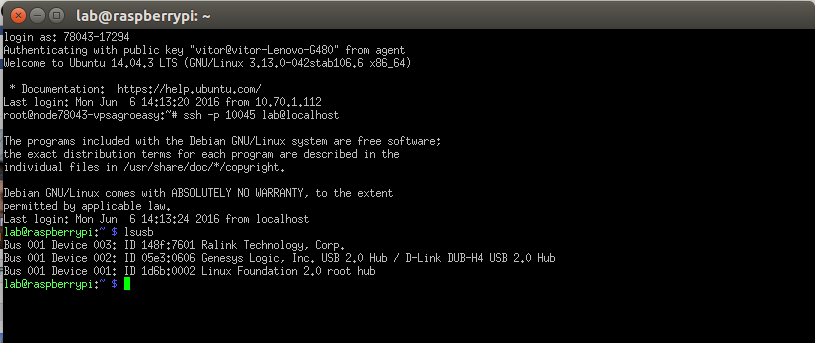 lab@raspberrypi: ~
login as: 78043-17294
Authenticating with public key "vitor@vitor-Lenovo-G480" from agent
Welcome to Ubuntu 14.04.3 LTS (GNU/Linux 3.13.0-042stab106.6 x86_64)
* Documentation:  https://help.ubuntu.com/
Last login: Mon Jun  6 14:13:20 2016 from 10.70.1.112
root@node78043-vpsagroeasy:~# ssh -p 10045 lab@localhost
The programs included with the Debian GNU/Linux system are free software;
the exact distribution terms for each program are described in the
individual files in /usr/share/doc/*/copyright.
Debian GNU/Linux comes with ABSOLUTELY NO WARRANTY, to the extent
permitted by applicable law.
Last login: Mon Jun  6 14:13:24 2016 from localhost
lab@raspberrypi:~ $ lsusb
Bus 001 Device 003: ID 148f:7601 Ralink Technology, Corp.
Bus 001 Device 002: ID 05e3:0606 Genesys Logic, Inc. USB 2.0 Hub / D-Link DUB-H4 USB 2.0 Hub
Bus 001 Device 001: ID 1d6b:0002 Linux Foundation 2.0 root hub
lab@raspberrypi:~ $